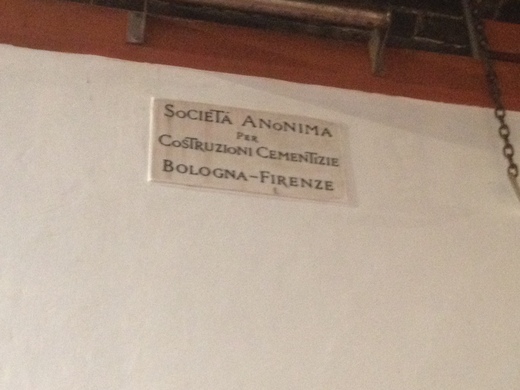 SOCIETÀ ANONIMA
PER
COSTRUZIONI CEMENTIZIE
BOLOGNA-FIRENZE